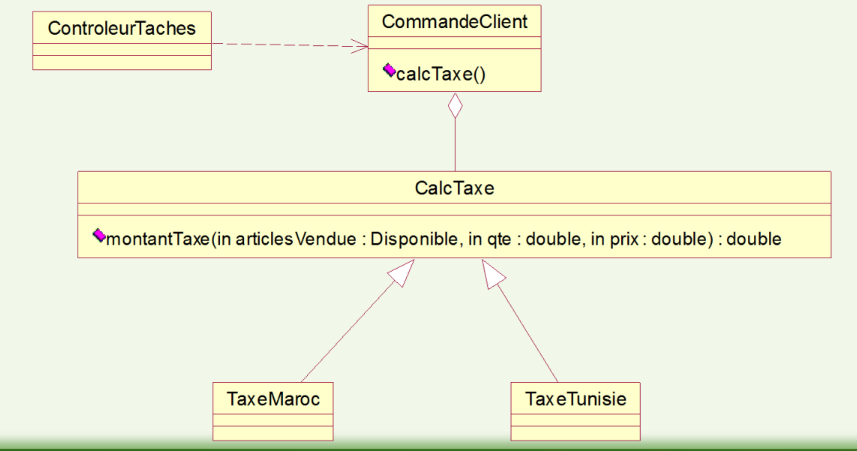 ControleurTaches
CommandeClient
calcTaxe()
CalcTaxe
montantTaxe(in articlesVendue : Disponible, in qte : double, in prix : double) : double
TaxeMaroc
TaxeTunisie